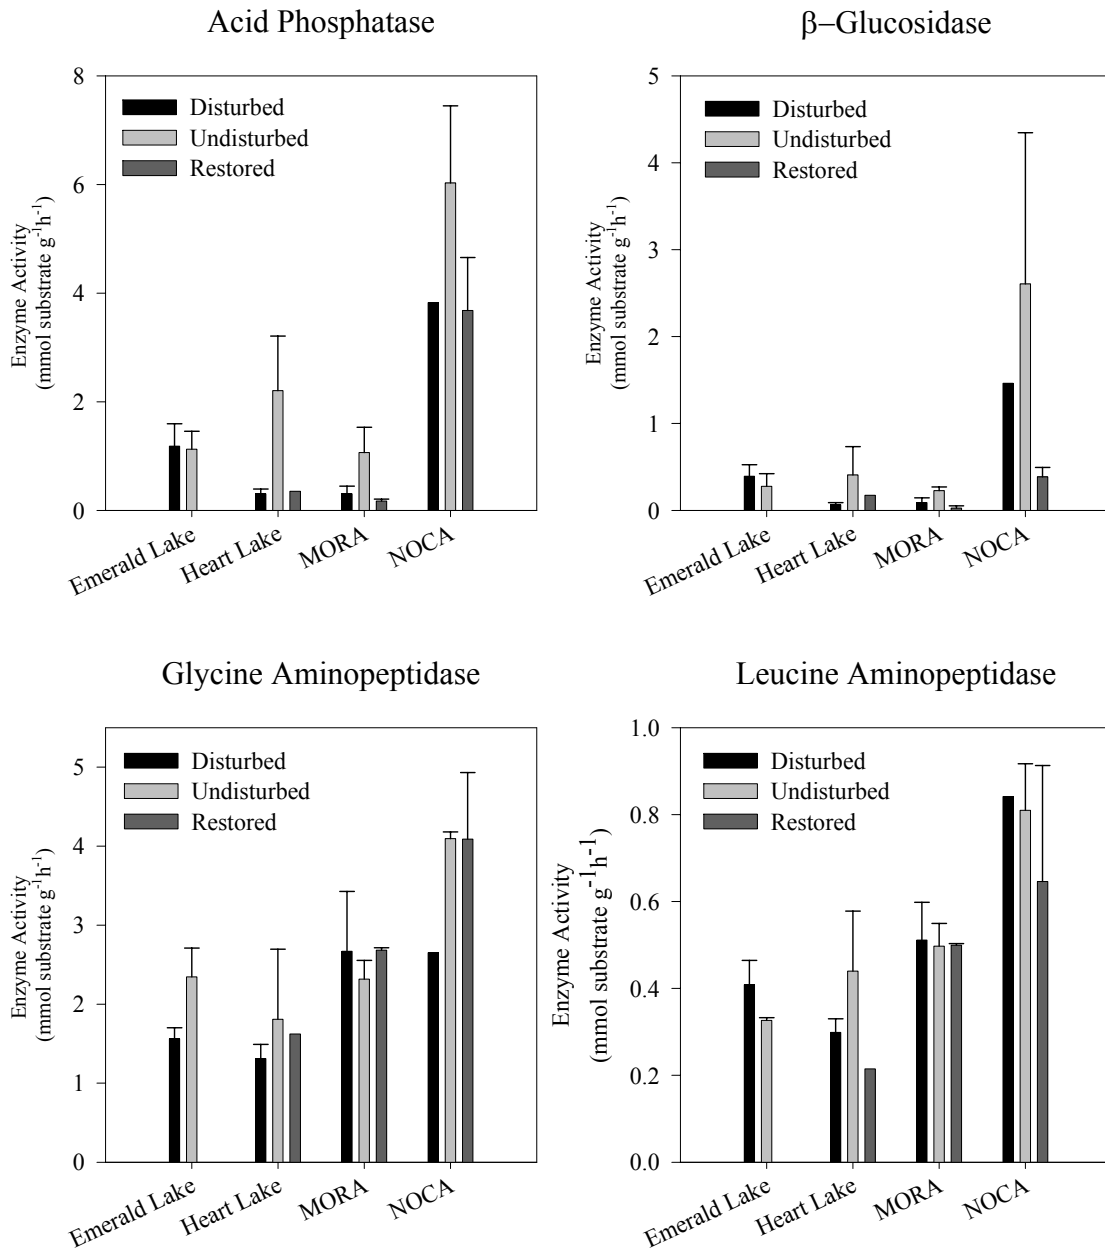 Acid Phosphatase
8
6
4
2
0
Enzyme Activity
(mmol substrate g⁻¹h⁻¹)
Disturbed
Undisturbed
Restored
Emerald Lake
Heart Lake
MORA
NOCA
β–Glucosidase
5
4
3
2
1
0
Enzyme Activity
(mmol substrate g⁻¹h⁻¹)
Disturbed
Undisturbed
Restored
Emerald Lake
Heart Lake
MORA
NOCA
Glycine Aminopeptidase
5
4
3
2
1
0
Enzyme Activity
(mmol substrate g⁻¹h⁻¹)
Disturbed
Undisturbed
Restored
Emerald Lake
Heart Lake
MORA
NOCA
Leucine Aminopeptidase
1.0
0.8
0.6
0.4
0.2
0.0
Enzyme Activity
(mmol substrate g⁻¹h⁻¹)
Disturbed
Undisturbed
Restored
Emerald Lake
Heart Lake
MORA
NOCA